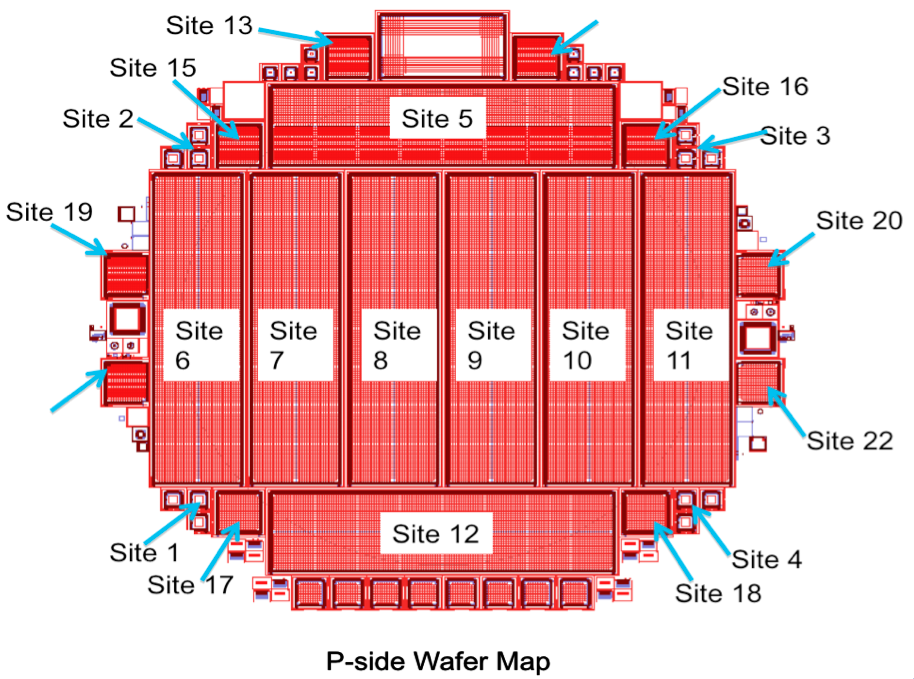 Site 13
Site 15
Site 16
Site 2
Site 5
Site 3
Site 19
Site 20
Site
6
Site
7
Site
8
Site
9
Site
10
Site
11
Site 22
Site 12
Site 1
Site 4
Site 17
Site 18
P-side Wafer Map